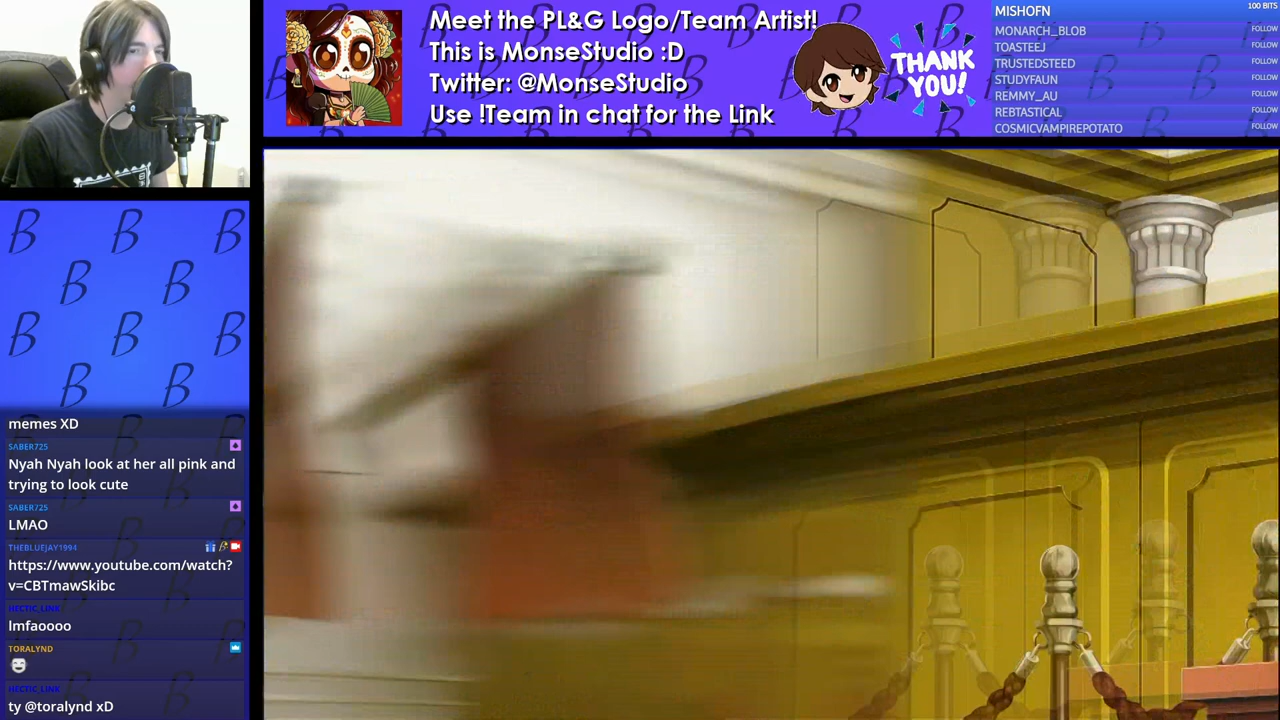 Meet the PL&G Logo/Team Artist!
This is MonseStudio :D
Twitter: @MonseStudio
Use !Team in chat for the Link
THANK
YOU!
MISHOFN 100 BITS
MONARCH_BLOB FOLLOW
TOASTEEJ FOLLOW
TRUSTEDSTEED FOLLOW
STUDYFAUN FOLLOW
REMMY_AU FOLLOW
REBTASTICAL FOLLOW
COSMICVAMPIREPOTATO FOLLOW
memes XD
SABER725
Nyah Nyah look at her all pink and
trying to look cute
SABER725
LMAO
THEBLUEJAY1994
https://www.youtube.com/watch?
v=CBTmawSkibc
HECTIC_LINK
lmfaoooo
TORALYND
HECTIC_LINK
ty @toralynd xD